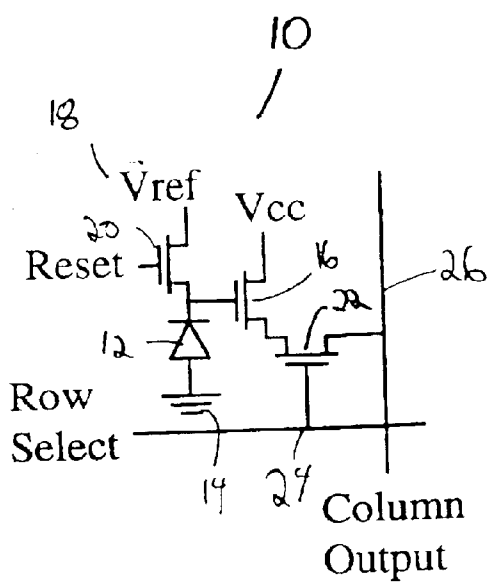 10
18
Vref
Vcc
20
Reset
16
22
26
12
Row
Select
14
24
Column
Output